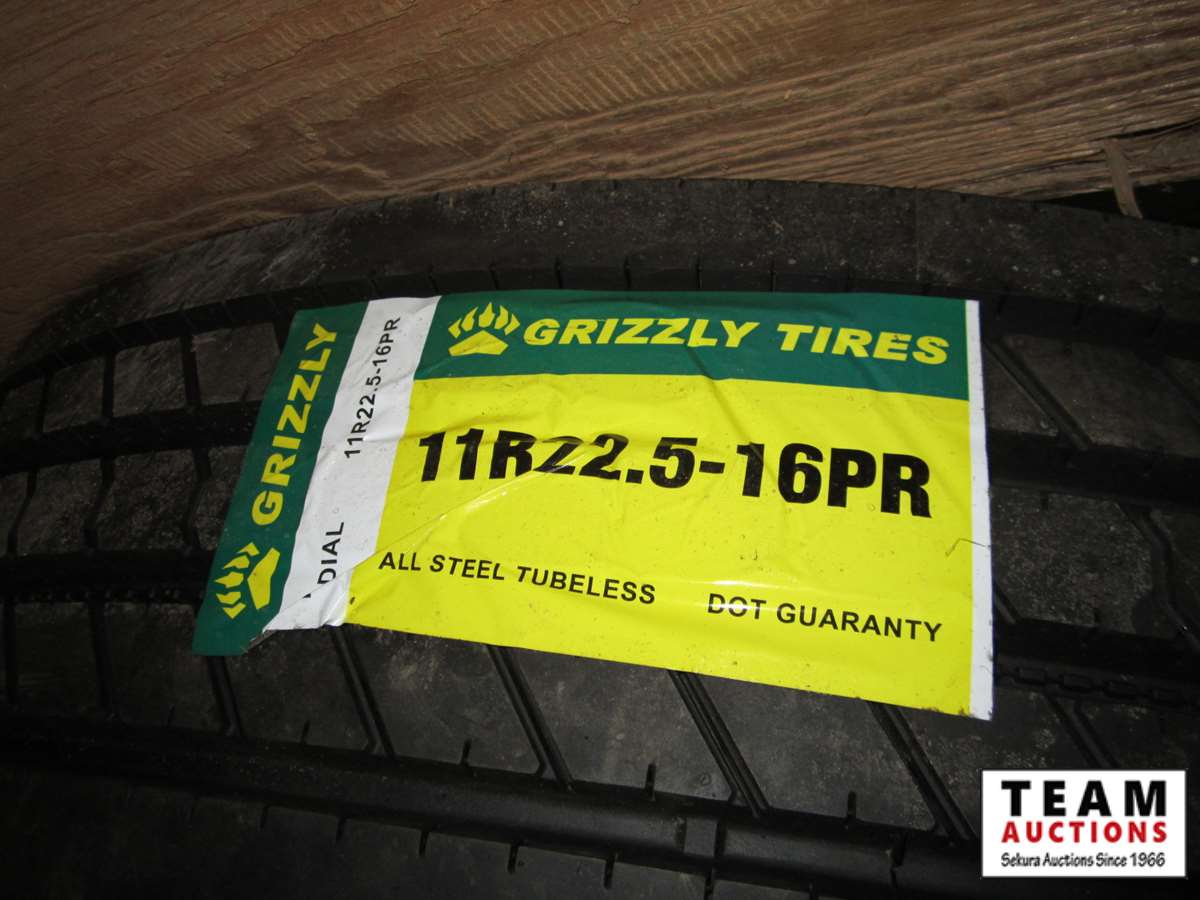 GRIZZLY
11R22.5-16PR
DIAL
GRIZZLY TIRES
11R22.5-16PR
ALL STEEL TUBELESS DOT GUARANTY
TEAM
AUCTIONS
Sekura Auctions Since 1966